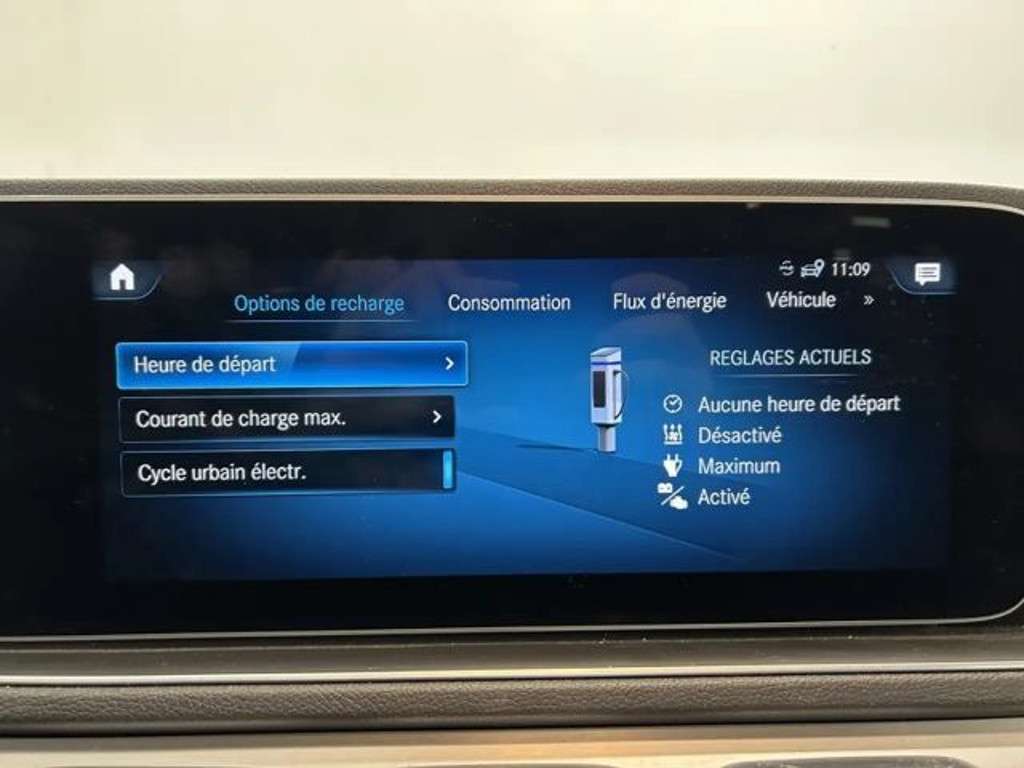 11:09
Options de recharge Consommation Flux d'énergie Véhicule »
Heure de départ
Courant de charge max.
Cycle urbain électr.
REGLAGES ACTUELS
Aucune heure de départ
Désactivé
Maximum
Activé